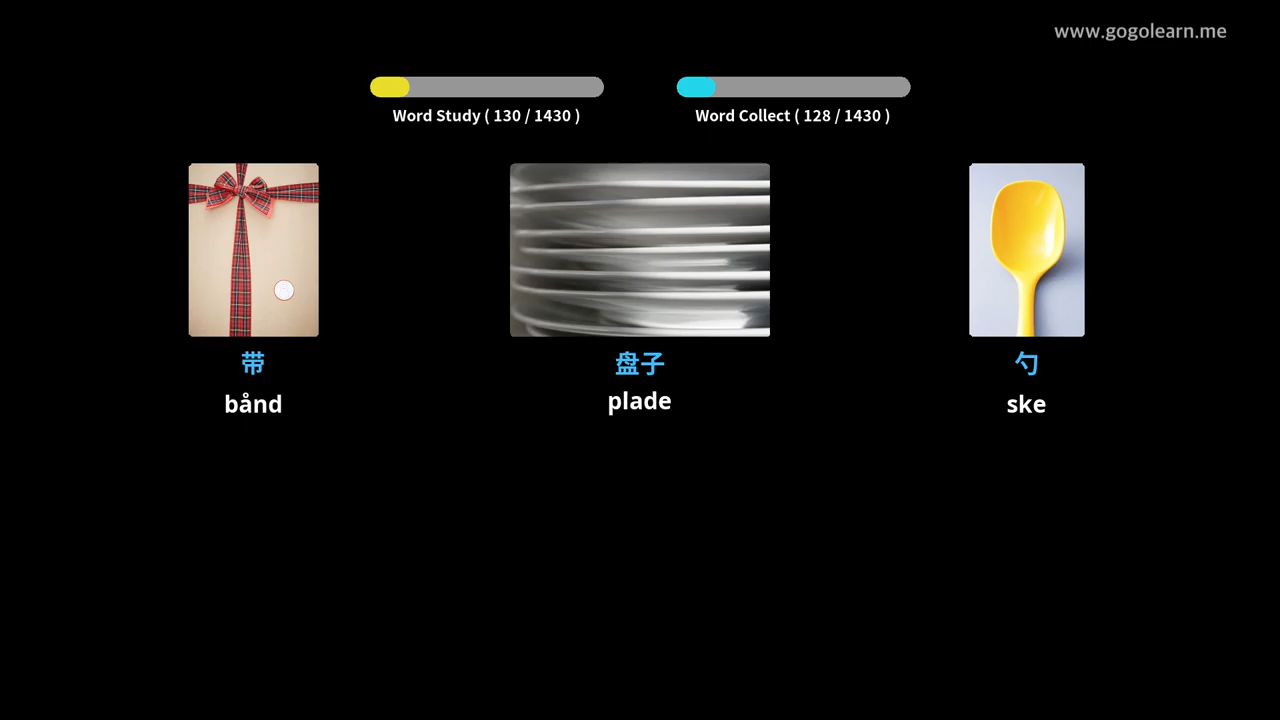 www.gogolearn.me
Word Study ( 130 / 1430 )
Word Collect ( 128 / 1430 )
带
盘子
勺
bånd
plade
ske